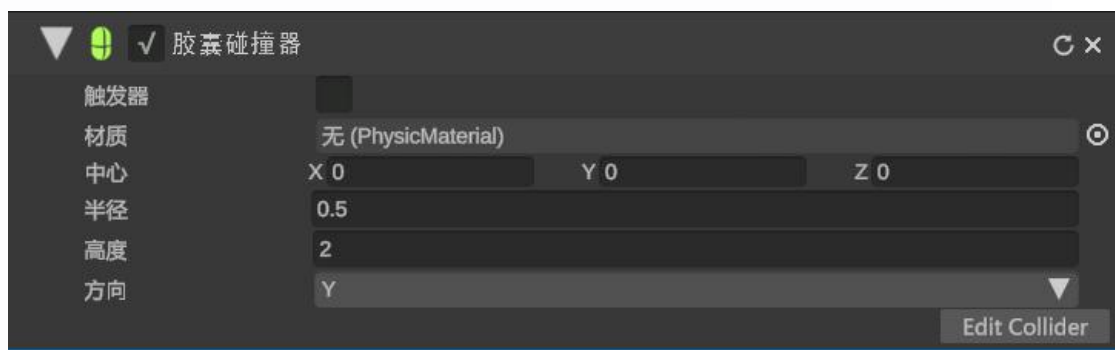 胶囊碰撞器
触发器
材质 无 (PhysicMaterial)
中心 X 0 Y 0 Z 0
半径 0.5
高度 2
方向 Y
Edit Collider